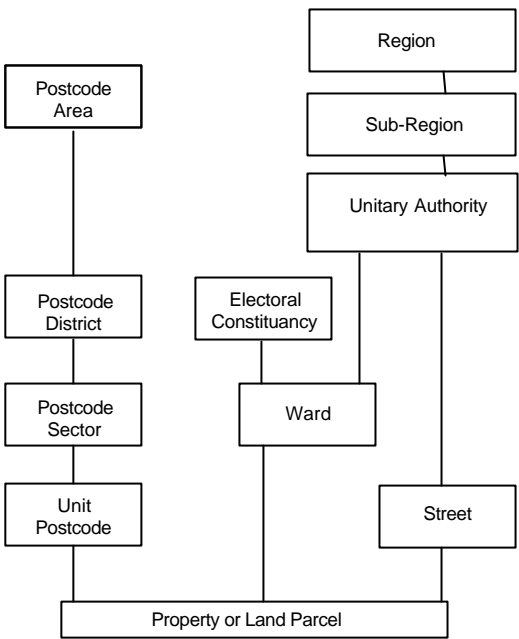 Region
Postcode
Area
Sub-Region
Unitary Authority
Postcode
District
Electoral
Constituancy
Postcode
Sector
Ward
Unit
Postcode
Street
Property or Land Parcel